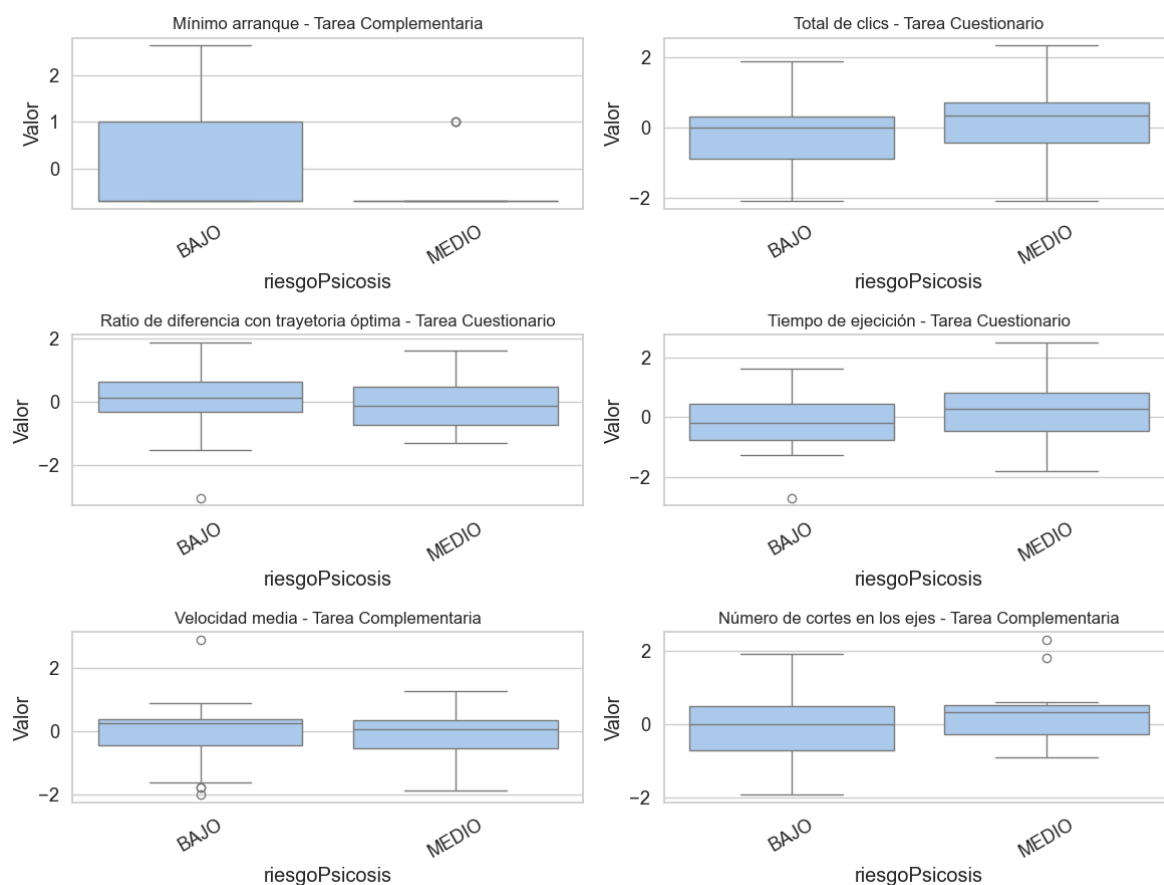 Mínimo arranque - Tarea Complementaria
Valor
2
1
0
BAJO
MEDIO
riesgoPsicosis
Total de clics - Tarea Cuestionario
Valor
2
0
−2
BAJO
MEDIO
riesgoPsicosis
Ratio de diferencia con trayetoria óptima - Tarea Cuestionario
Valor
2
0
−2
BAJO
MEDIO
riesgoPsicosis
Tiempo de ejecición - Tarea Cuestionario
Valor
2
0
−2
BAJO
MEDIO
riesgoPsicosis
Velocidad media - Tarea Complementaria
Valor
2
0
−2
BAJO
MEDIO
riesgoPsicosis
Número de cortes en los ejes - Tarea Complementaria
Valor
2
0
−2
BAJO
MEDIO
riesgoPsicosis